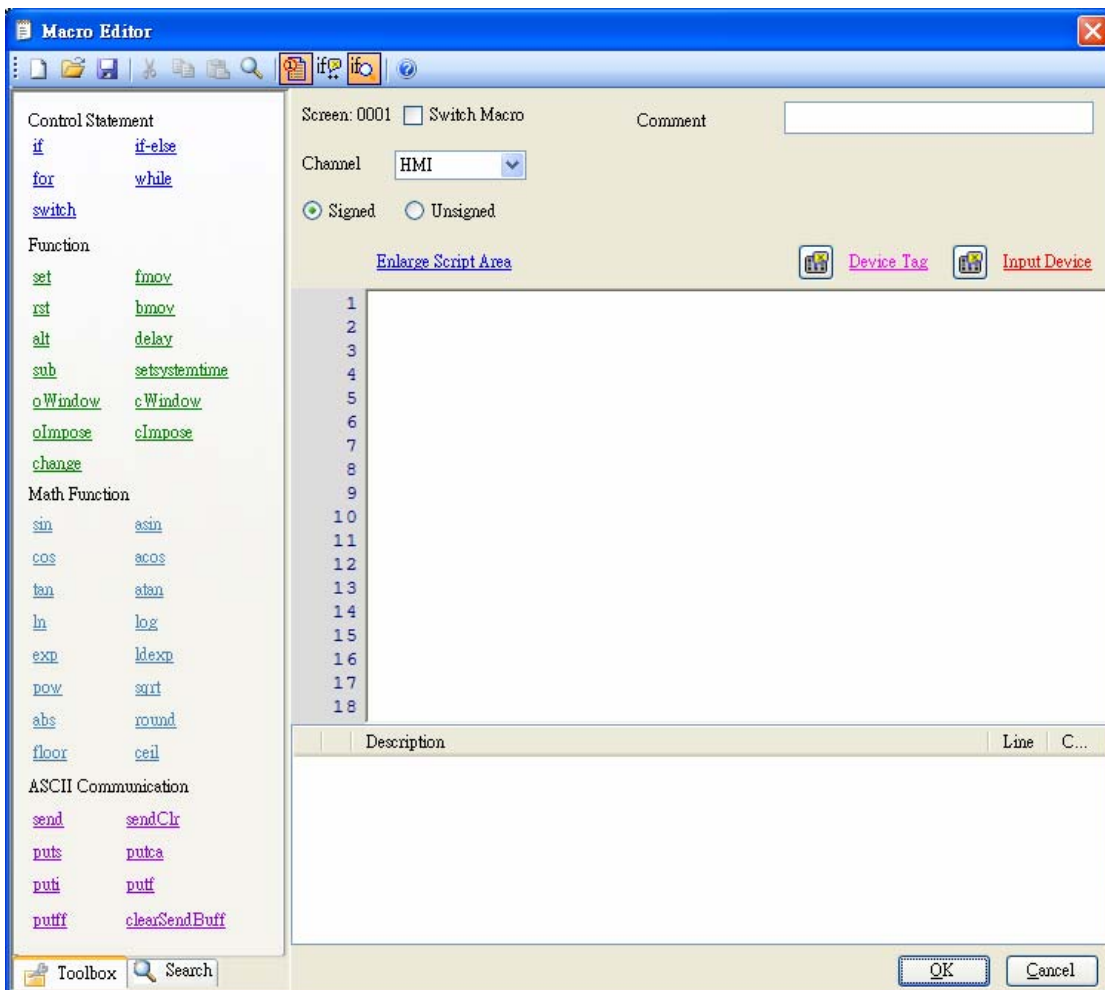 Macro Editor
Control Statement
if if-else
for while
switch
Function
set fmov
rst bmov
alt delay
sub setsystemtime
oWindow cWindow
oImpose cImpose
change
Math Function
sin asin
cos acos
tan atan
ln log
exp ldexp
pow sqrt
abs round
floor ceil
ASCII Communication
send sendClr
puts putca
puti putf
putff clearSendBuff
Toolbox Search
Screen: 0001 Switch Macro Comment
Channel HMI
Signed Unsigned
Enlarge Script Area Device Tag Input Device
1
2
3
4
5
6
7
8
9
10
11
12
13
14
15
16
17
18
Description Line C...
OK Cancel